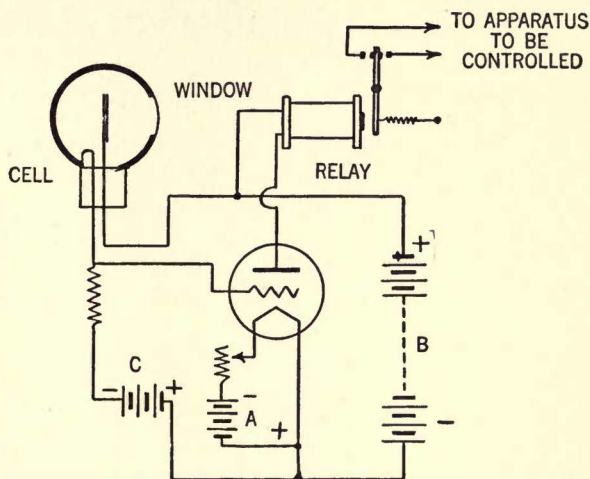 TO APPARATUS
TO BE
CONTROLLED
WINDOW
CELL
RELAY
+
B
C
- +
-
A
+
-